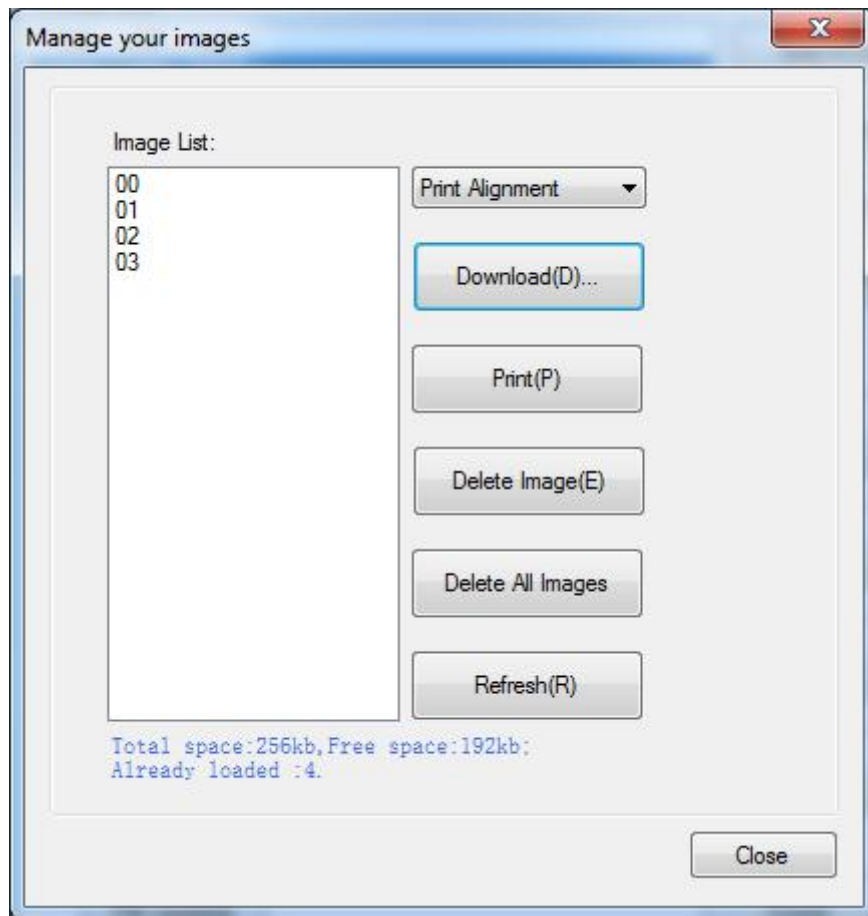 Manage your images
Image List:
00
01
02
03
Print Alignment
Download(D)...
Print(P)
Delete Image(E)
Delete All Images
Refresh(R)
Total space:256kb,Free space:192kb;
Already loaded :4.
Close